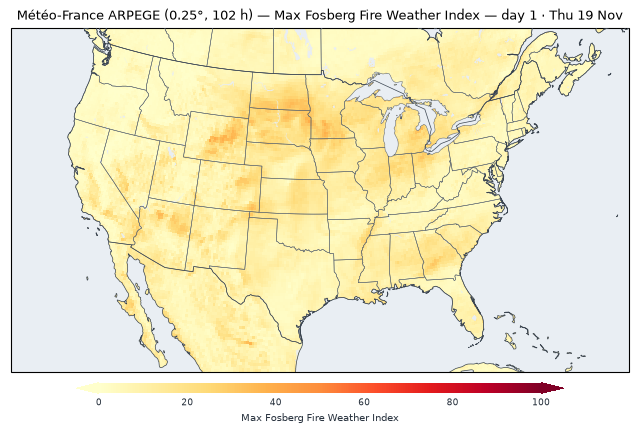 Météo-France ARPEGE (0.25°, 102 h) — Max Fosberg Fire Weather Index — day 1 · Thu 19 Nov
0 20 40 60 80 100
Max Fosberg Fire Weather Index